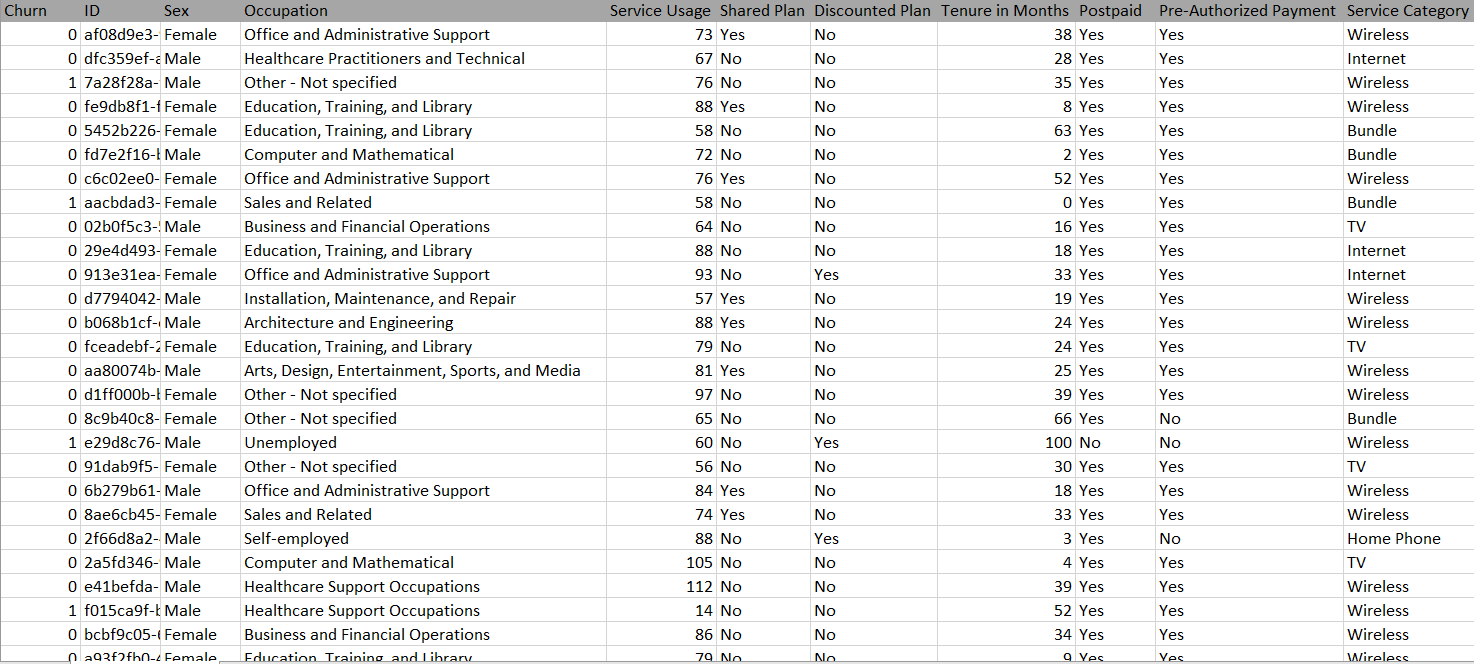 Churn ID Sex Occupation Service Usage Shared Plan Discounted Plan Tenure in Months Postpaid Pre-Authorized Payment Service Category
0 af08d9e3- Female Office and Administrative Support 73 Yes No 38 Yes Yes Wireless
0 dfc359ef-a Male Healthcare Practitioners and Technical 67 No No 28 Yes Yes Internet
1 7a28f28a- Male Other - Not specified 76 No No 35 Yes Yes Wireless
0 fe9db8f1-f Female Education, Training, and Library 88 Yes No 8 Yes Yes Wireless
0 5452b226- Female Education, Training, and Library 58 No No 63 Yes Yes Bundle
0 fd7e2f16-b Male Computer and Mathematical 72 No No 2 Yes Yes Bundle
0 c6c02ee0- Female Office and Administrative Support 76 Yes No 52 Yes Yes Wireless
1 aacbdad3- Female Sales and Related 58 No No 0 Yes Yes Bundle
0 02b0f5c3- Male Business and Financial Operations 64 No No 16 Yes Yes TV
0 29e4d493- Female Education, Training, and Library 88 No No 18 Yes Yes Internet
0 913e31ea- Female Office and Administrative Support 93 No Yes 33 Yes Yes Internet
0 d7794042- Male Installation, Maintenance, and Repair 57 Yes No 19 Yes Yes Wireless
0 b068b1cf- Male Architecture and Engineering 88 Yes No 24 Yes Yes Wireless
0 fceadebf-2 Female Education, Training, and Library 79 No No 24 Yes Yes TV
0 aa80074b- Male Arts, Design, Entertainment, Sports, and Media 81 Yes No 25 Yes Yes Wireless
0 d1ff000b-b Female Other - Not specified 97 No No 39 Yes Yes Wireless
0 8c9b40c8- Female Other - Not specified 65 No No 66 Yes No Bundle
1 e29d8c76- Male Unemployed 60 No Yes 100 No No Wireless
0 91dab9f5- Female Other - Not specified 56 No No 30 Yes Yes TV
0 6b279b61- Male Office and Administrative Support 84 Yes No 18 Yes Yes Wireless
0 8ae6cb45- Female Sales and Related 74 Yes No 33 Yes Yes Wireless
0 2f66d8a2- Male Self-employed 88 No Yes 3 Yes No Home Phone
0 2a5fd346- Male Computer and Mathematical 105 No No 4 Yes Yes TV
0 e41befda- Male Healthcare Support Occupations 112 No No 39 Yes Yes Wireless
1 f015ca9f-b Male Healthcare Support Occupations 14 No No 52 Yes Yes Wireless
0 bcbf9c05- Female Business and Financial Operations 86 No No 34 Yes Yes Wireless
0 a93f2fb0- Female Education, Training, and Library 79 No No 9 Yes Yes Wireless